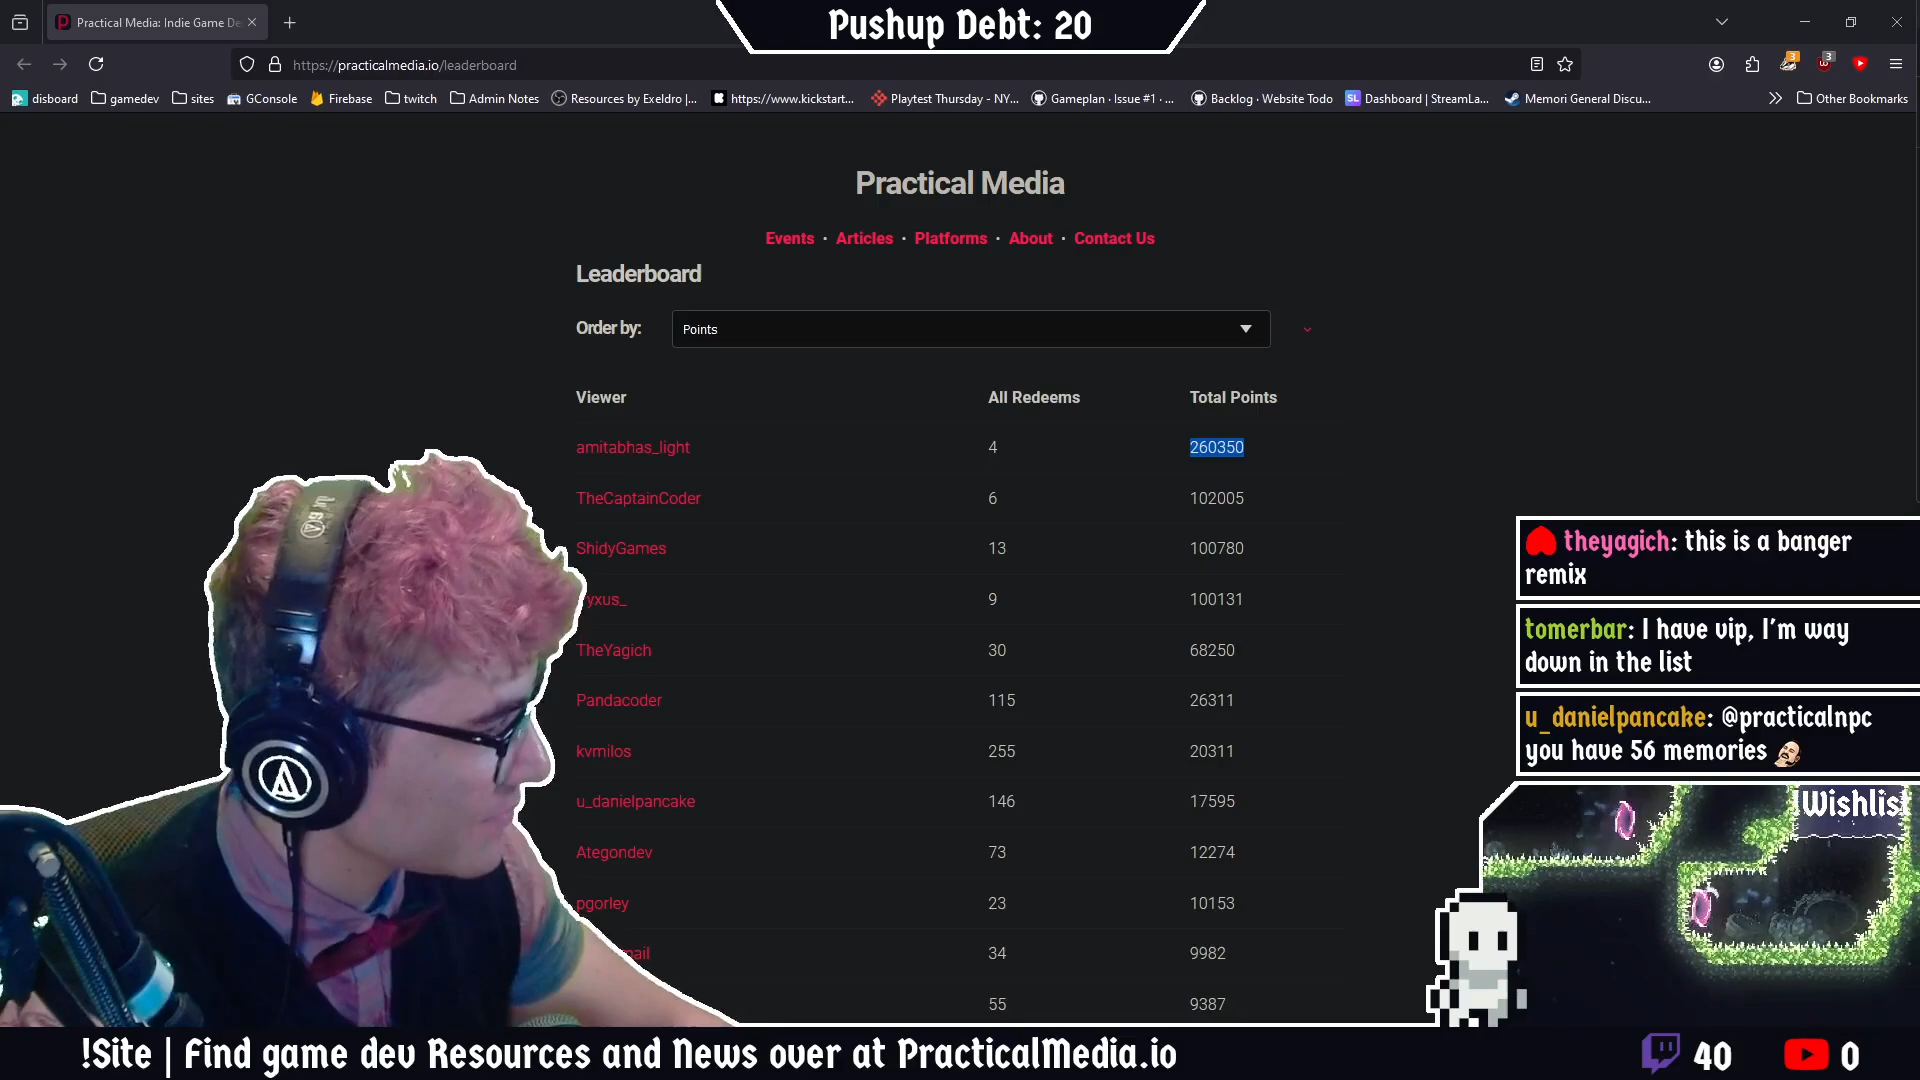 Practical Media: Indie Game De
Pushup Debt: 20
https://practicalmedia.io/leaderboard
3
3
disboard
gamedev
sites
GConsole
Firebase
twitch
Admin Notes
Resources by Exeldro |...
https://www.kickstart...
Playtest Thursday - NY...
Gameplan · Issue #1 · ...
Backlog · Website Todo
SL
Dashboard | StreamLa...
Memori General Discu...
Other Bookmarks
Practical Media
Events · Articles · Platforms · About · Contact Us
Leaderboard
Order by:
Points
Viewer All Redeems Total Points
amitabhas_light 4 260350
TheCaptainCoder 6 102005
ShidyGames 13 100780
yxus_ 9 100131
TheYagich 30 68250
Pandacoder 115 26311
kvmilos 255 20311
u_danielpancake 146 17595
Ategondev 73 12274
pgorley 23 10153
34 9982
55 9387
theyagich: this is a banger
remix
tomerbar: I have vip, I'm way
down in the list
u_danielpancake: @practicalnpc
you have 56 memories
Wishlis
!Site | Find game dev Resources and News over at PracticalMedia.io
40
0